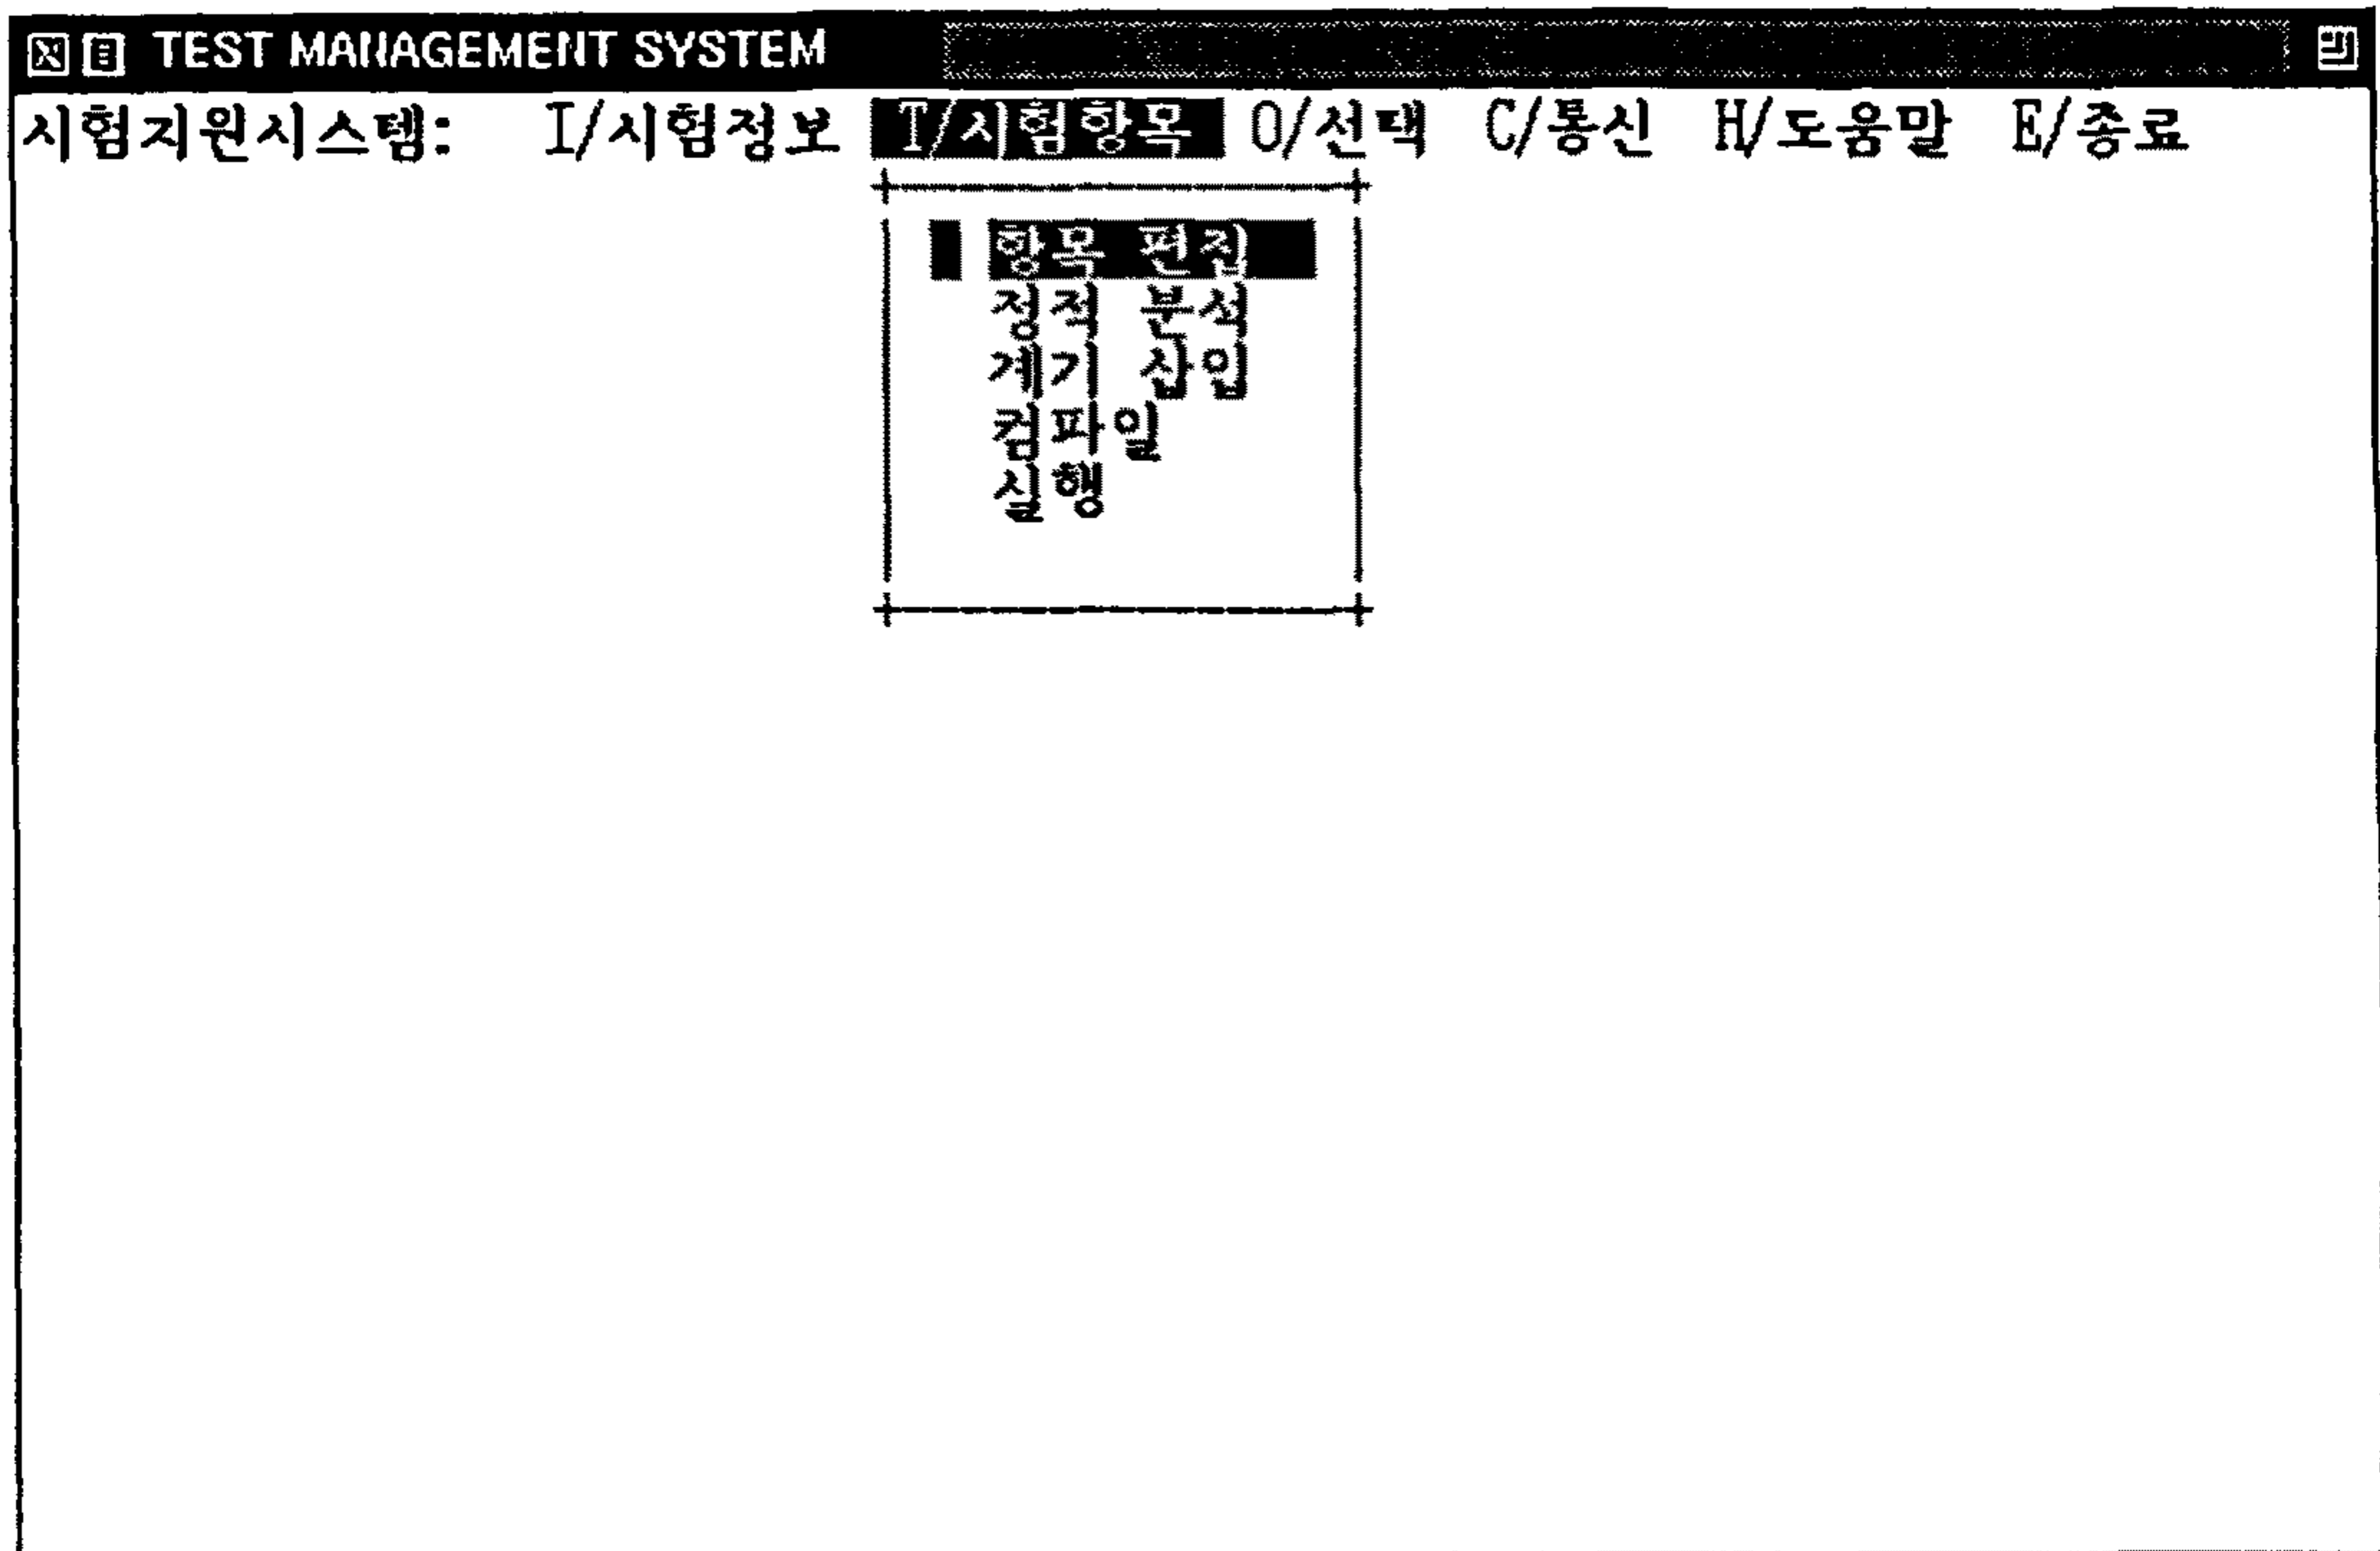 TEST MANAGEMENT SYSTEM
시험지원시스템: I/시험정보 T/시험항목 O/선택 C/통신 H/도움말 E/종료
항목 편집
정적 분석
계기 삽입
컴파일
실행